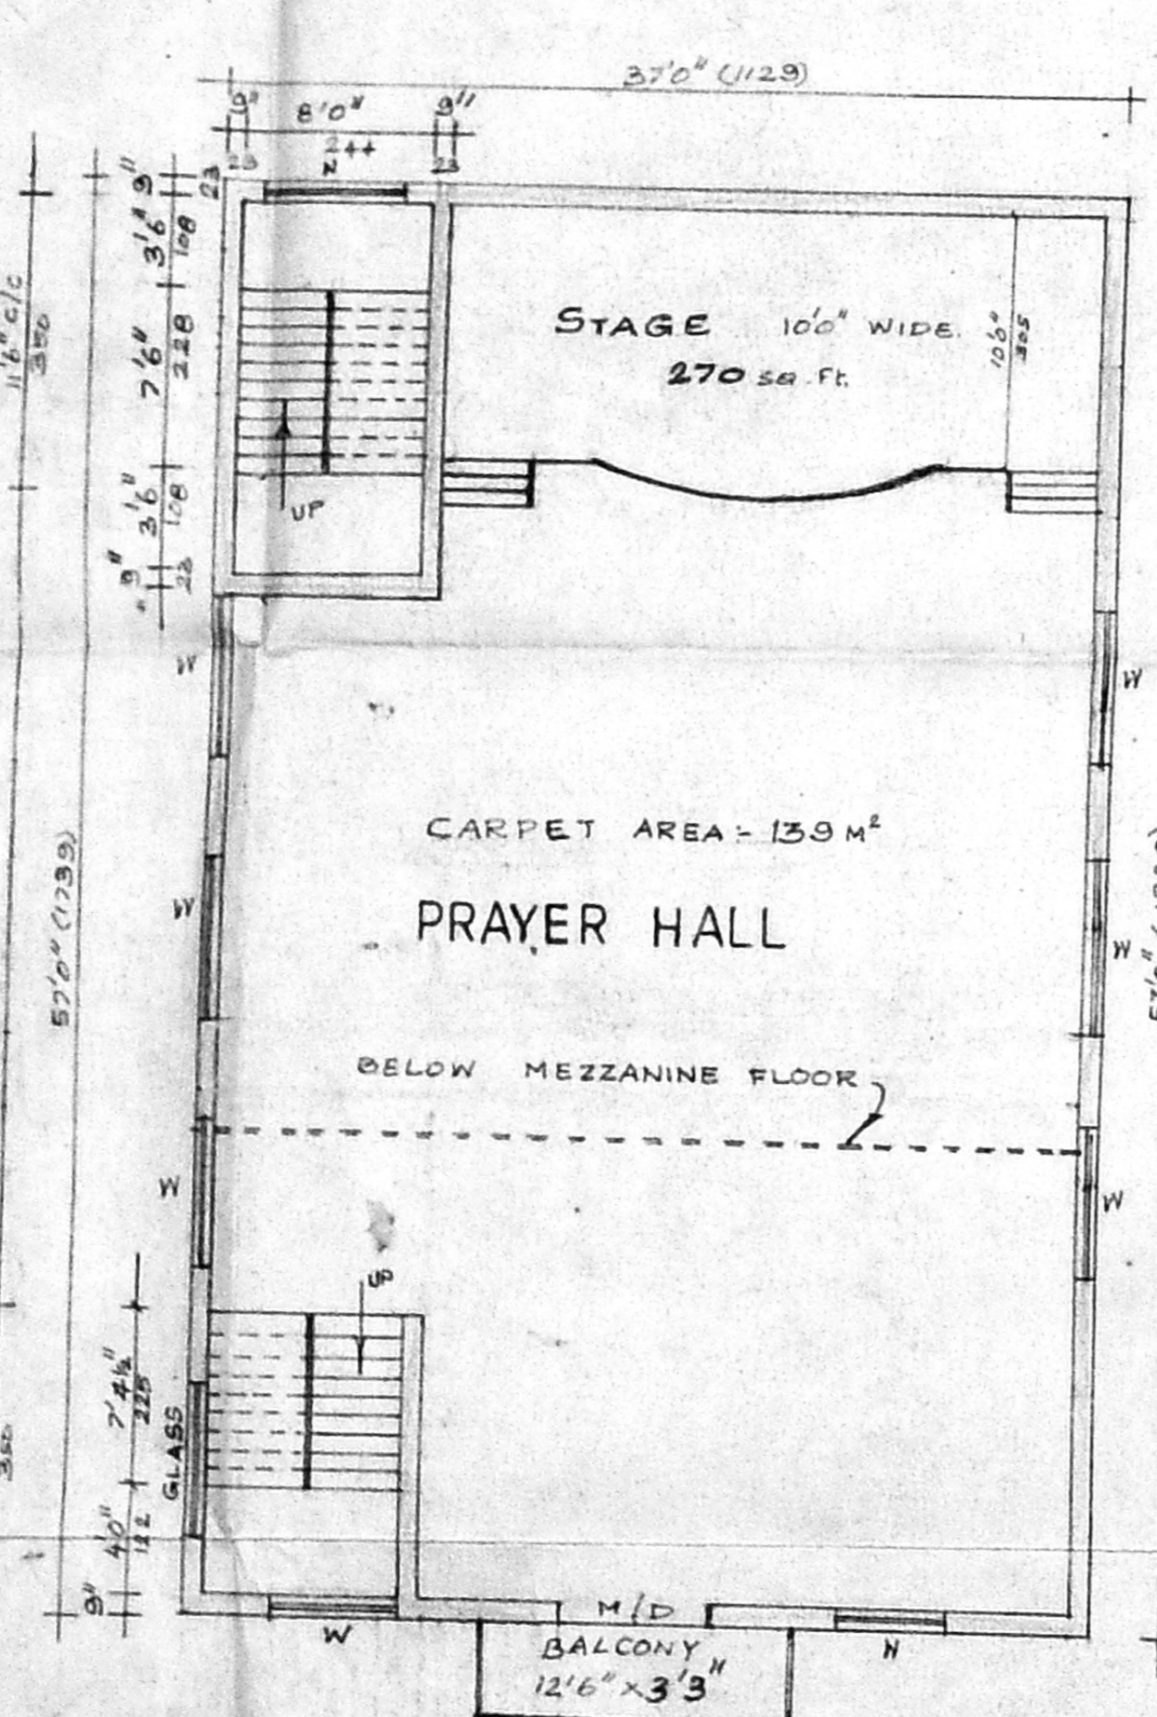 37'0" (1129)
9" 8'0" 9"
23 244 23
9" 23
3'6" 108
7'6" 228
3'6" 108
9" 23
11'6" c/c
350
STAGE 10'0" WIDE.
270 SQ. Ft.
10'0"
305
UP
W
W
CARPET AREA:- 139 M²
57'0" (1739)
W
PRAYER HALL
W
BELOW MEZZANINE FLOOR
W
W
UP
7'4½"
225
GLASS
350
4'0"
122
9"
W
M/D
W
BALCONY
12'6" x 3'3"